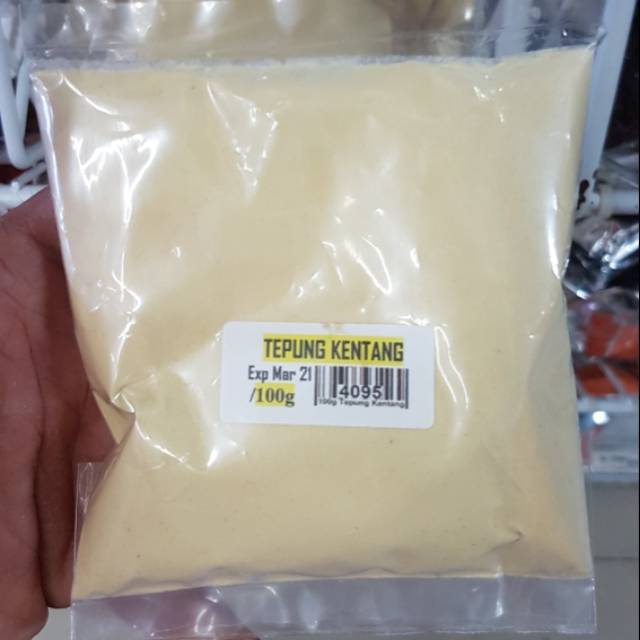 TEPUNG KENTANG
Exp Mar 21
/100g
4095
100g Tepung Kentang